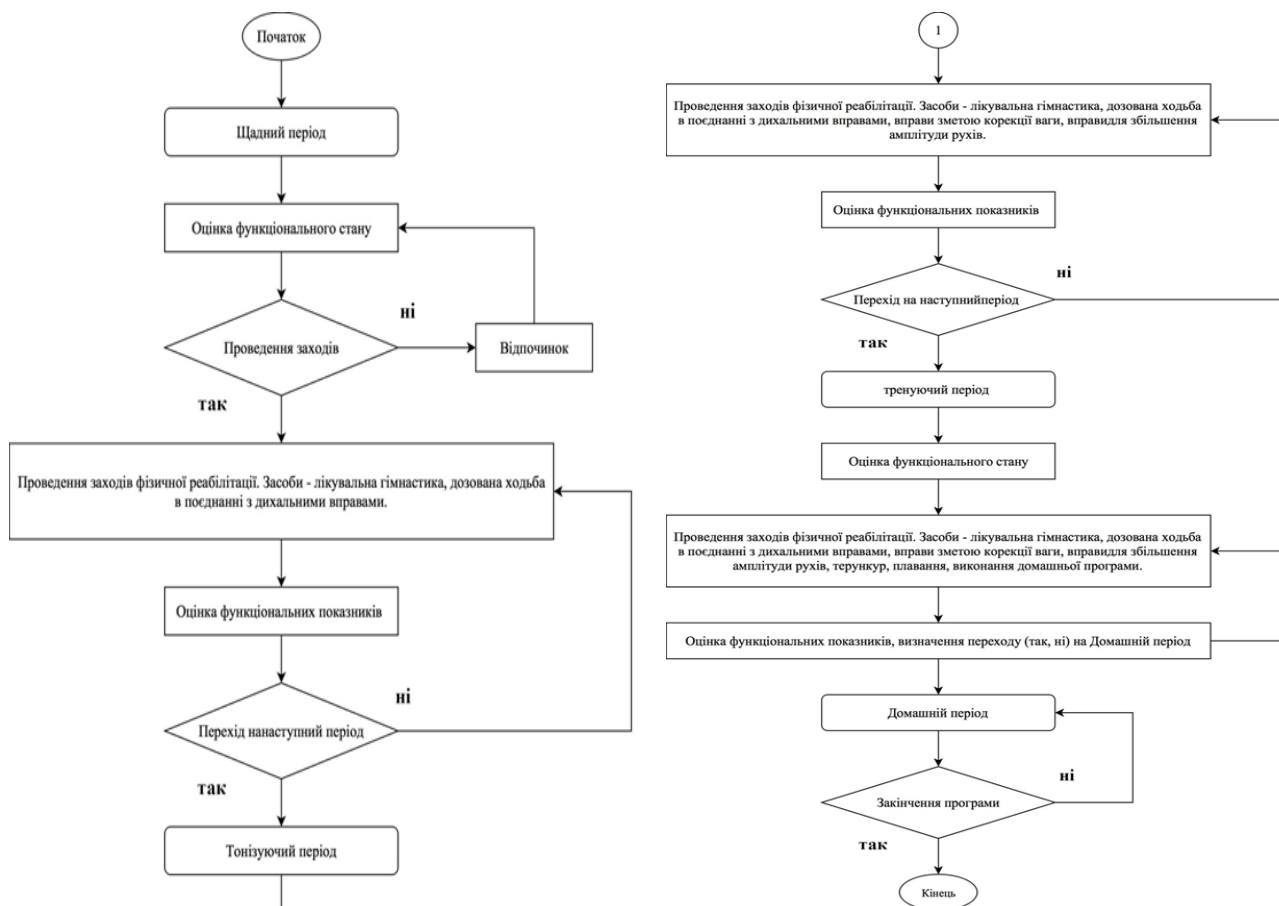 Початок
Щадний період
Оцінка функціонального стану
Проведення заходів
ні
Відпочинок
так
Проведення заходів фізичної реабілітації. Засоби - лікувальна гімнастика, дозована ходьба
в поєднанні з дихальними вправами.
Оцінка функціональних показників
Перехід нанаступний період
ні
так
Тонізуючий період
1
Проведення заходів фізичної реабілітації. Засоби - лікувальна гімнастика, дозована ходьба
в поєднанні з дихальними вправами, вправи зметою корекції ваги, вправидля збільшення
амплітуди рухів.
Оцінка функціональних показників
Перехід на наступнийперіод
ні
так
тренуючий період
Оцінка функціонального стану
Проведення заходів фізичної реабілітації. Засоби - лікувальна гімнастика, дозована ходьба
в поєднанні з дихальними вправами, вправи зметою корекції ваги, вправидля збільшення
амплітуди рухів, терункур, плавання, виконання домашньої програми.
Оцінка функціональних показників, визначення переходу (так, ні) на Домашній період
Домашній період
Закінчення програми
ні
так
Кінець